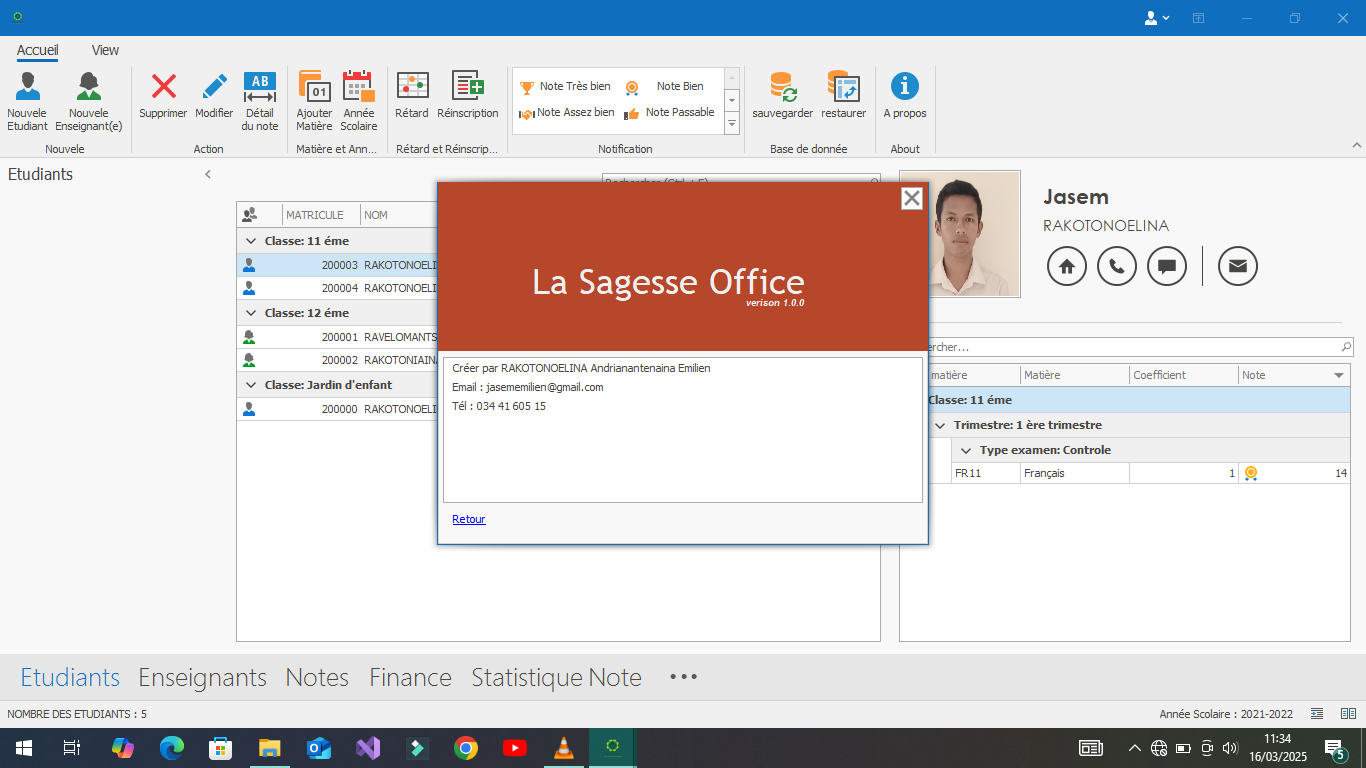 Accueil
View
Nouvele Etudiant
Nouvele Enseignant(e)
Supprimer
Modifier
AB
Détail du note
01
Ajouter Matière
Année Scolaire
Rétard
Réinscription
Note Très bien
Note Bien
Note Assez bien
Note Passable
sauvegarder
restaurer
A propos
Nouvele
Action
Matière et Ann...
Rétard et Réinscrip...
Notification
Base de donnée
About
Etudiants
MATRICULE
NOM
Classe: 11 éme
200003 RAKOTONOELI
200004 RAKOTONOELI
Classe: 12 éme
200001 RAVELOMANTS
200002 RAKOTONIAIN
Classe: Jardin d'enfant
200000 RAKOTONOELI
La Sagesse Office
verison 1.0.0
Créer par RAKOTONOELINA Andrianantenaina Emilien
Email : jasememilien@gmail.com
Tél : 034 41 605 15
Retour
Jasem
RAKOTONOELINA
ercher...
matière
Matière
Coefficient
Note
Classe: 11 éme
Trimestre: 1 ère trimestre
Type examen: Controle
FR11 Français 1 14
Etudiants Enseignants Notes Finance Statistique Note
NOMBRE DES ETUDIANTS : 5
Année Scolaire : 2021-2022
11:34
16/03/2025
5